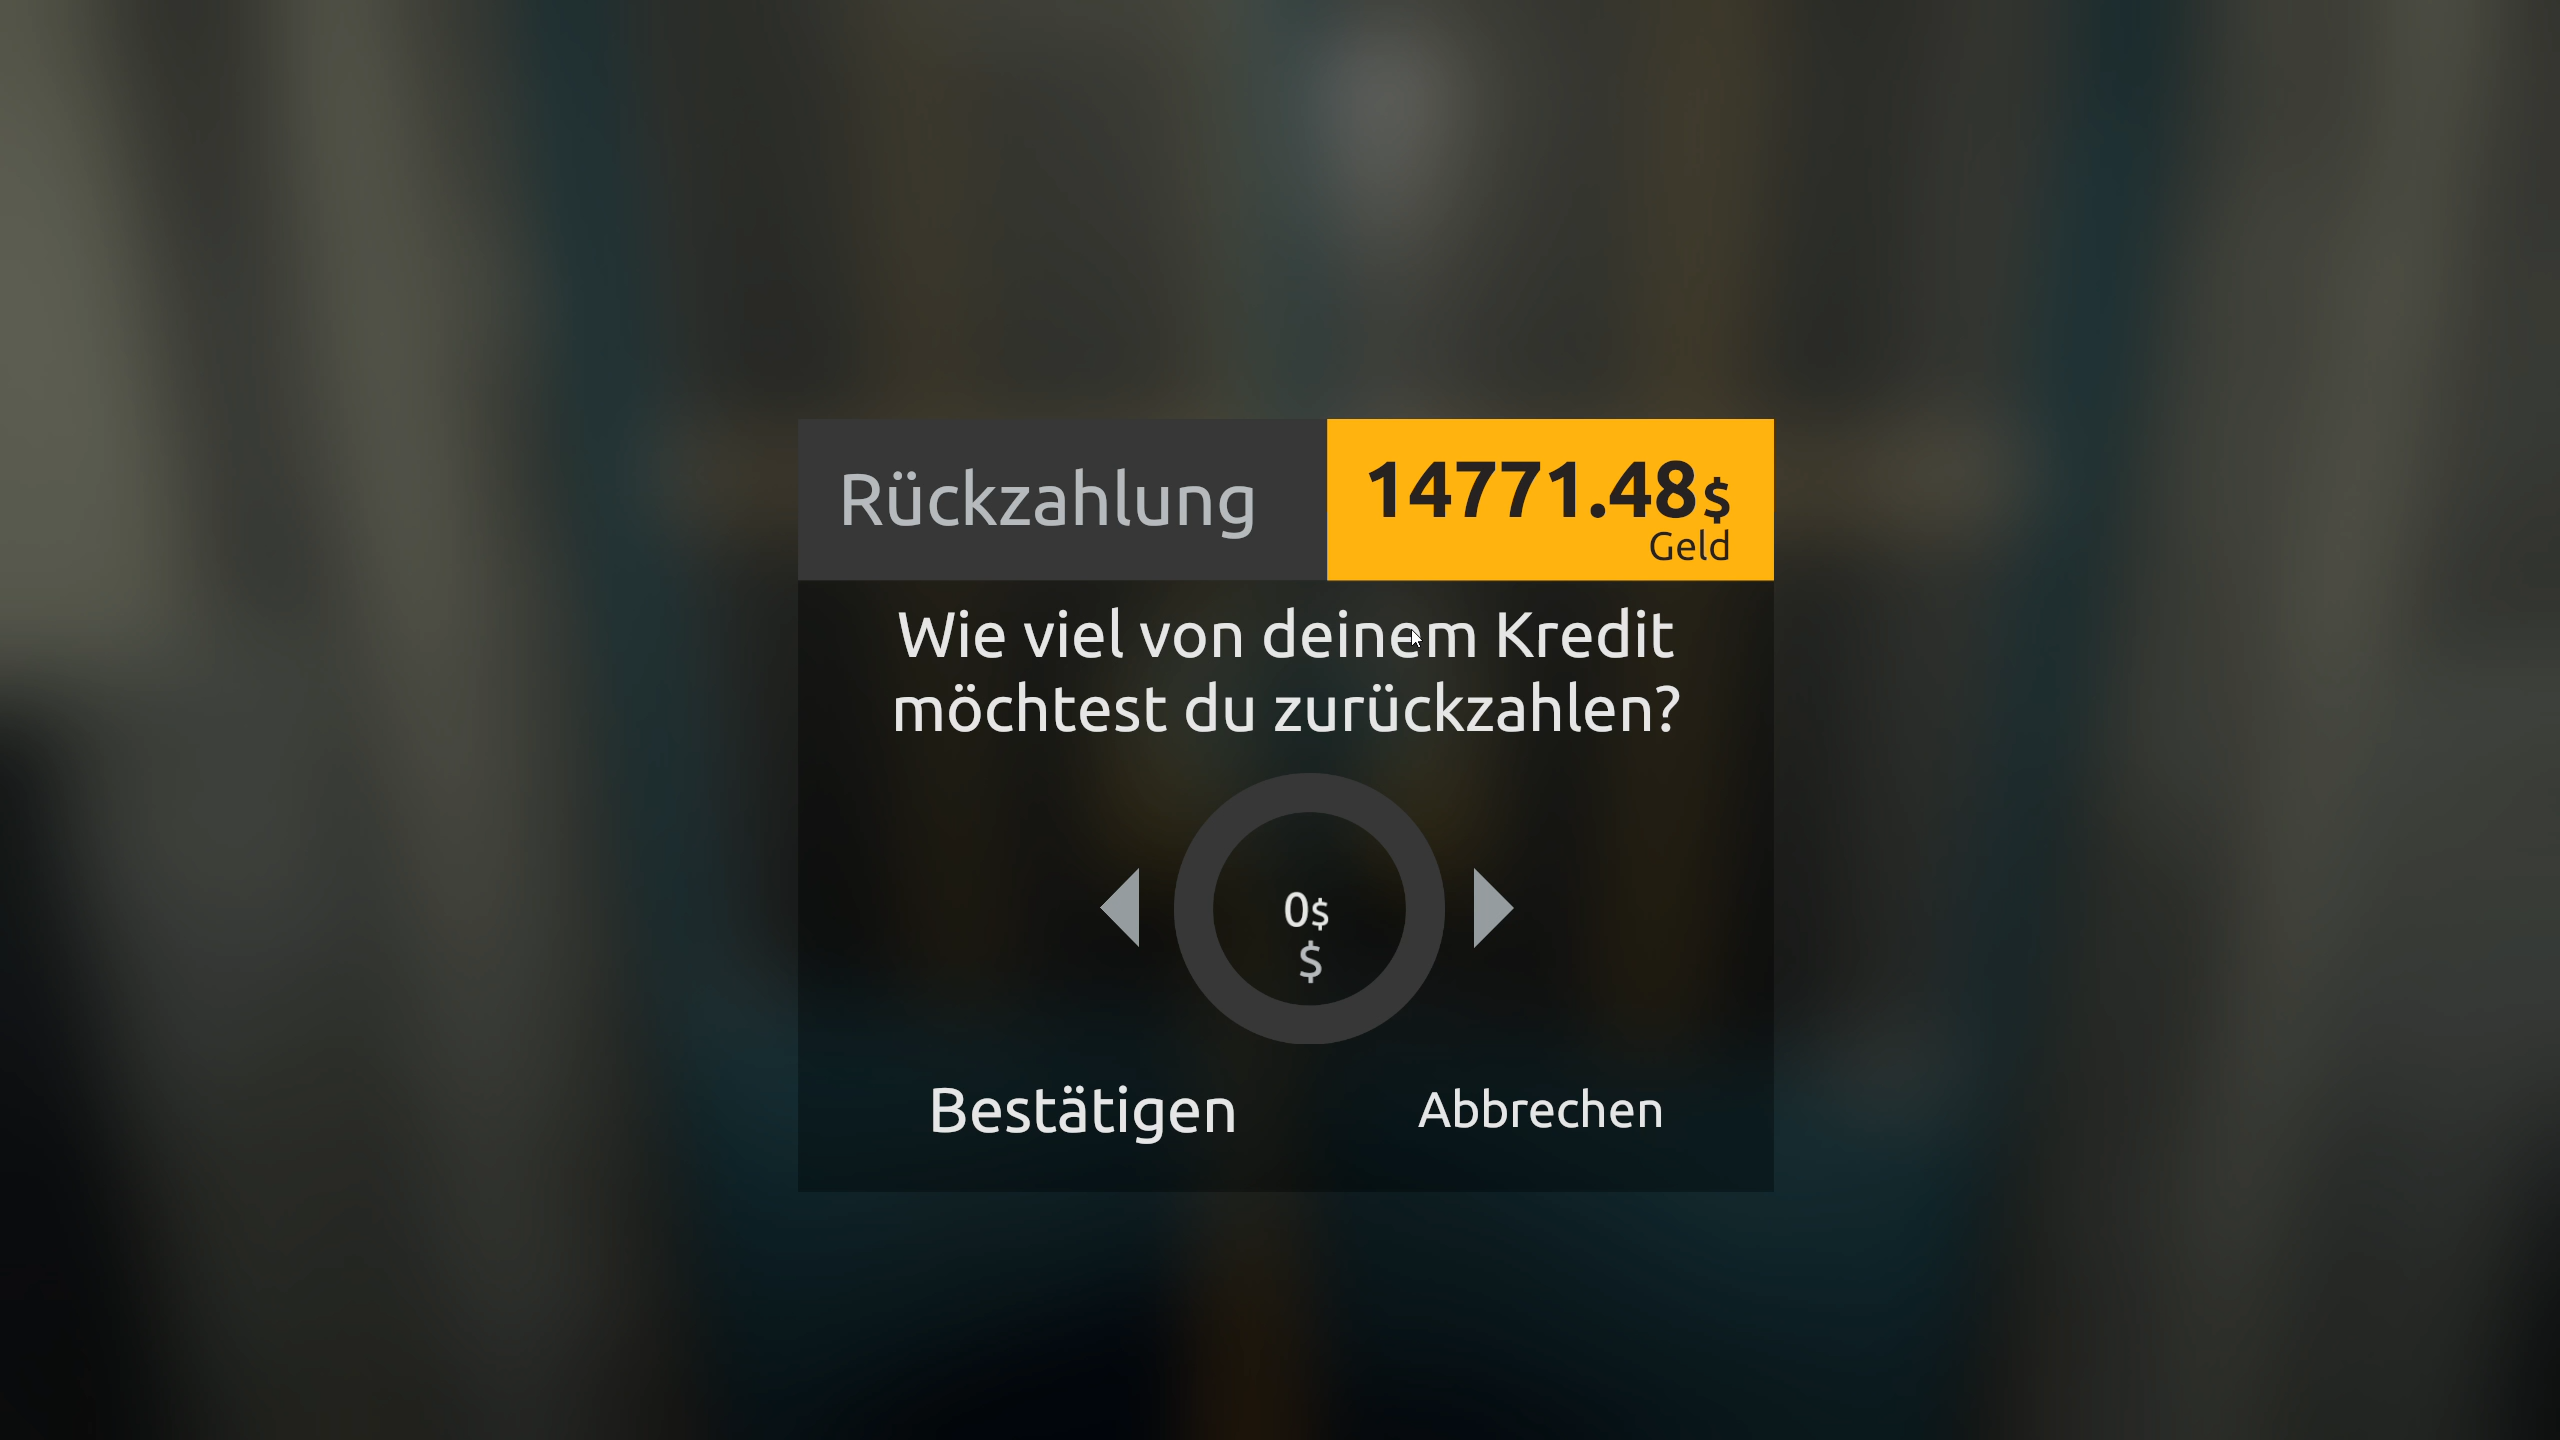 Rückzahlung
14771.48$
Geld
Wie viel von deinem Kredit
möchtest du zurückzahlen?
0$
$
Bestätigen
Abbrechen